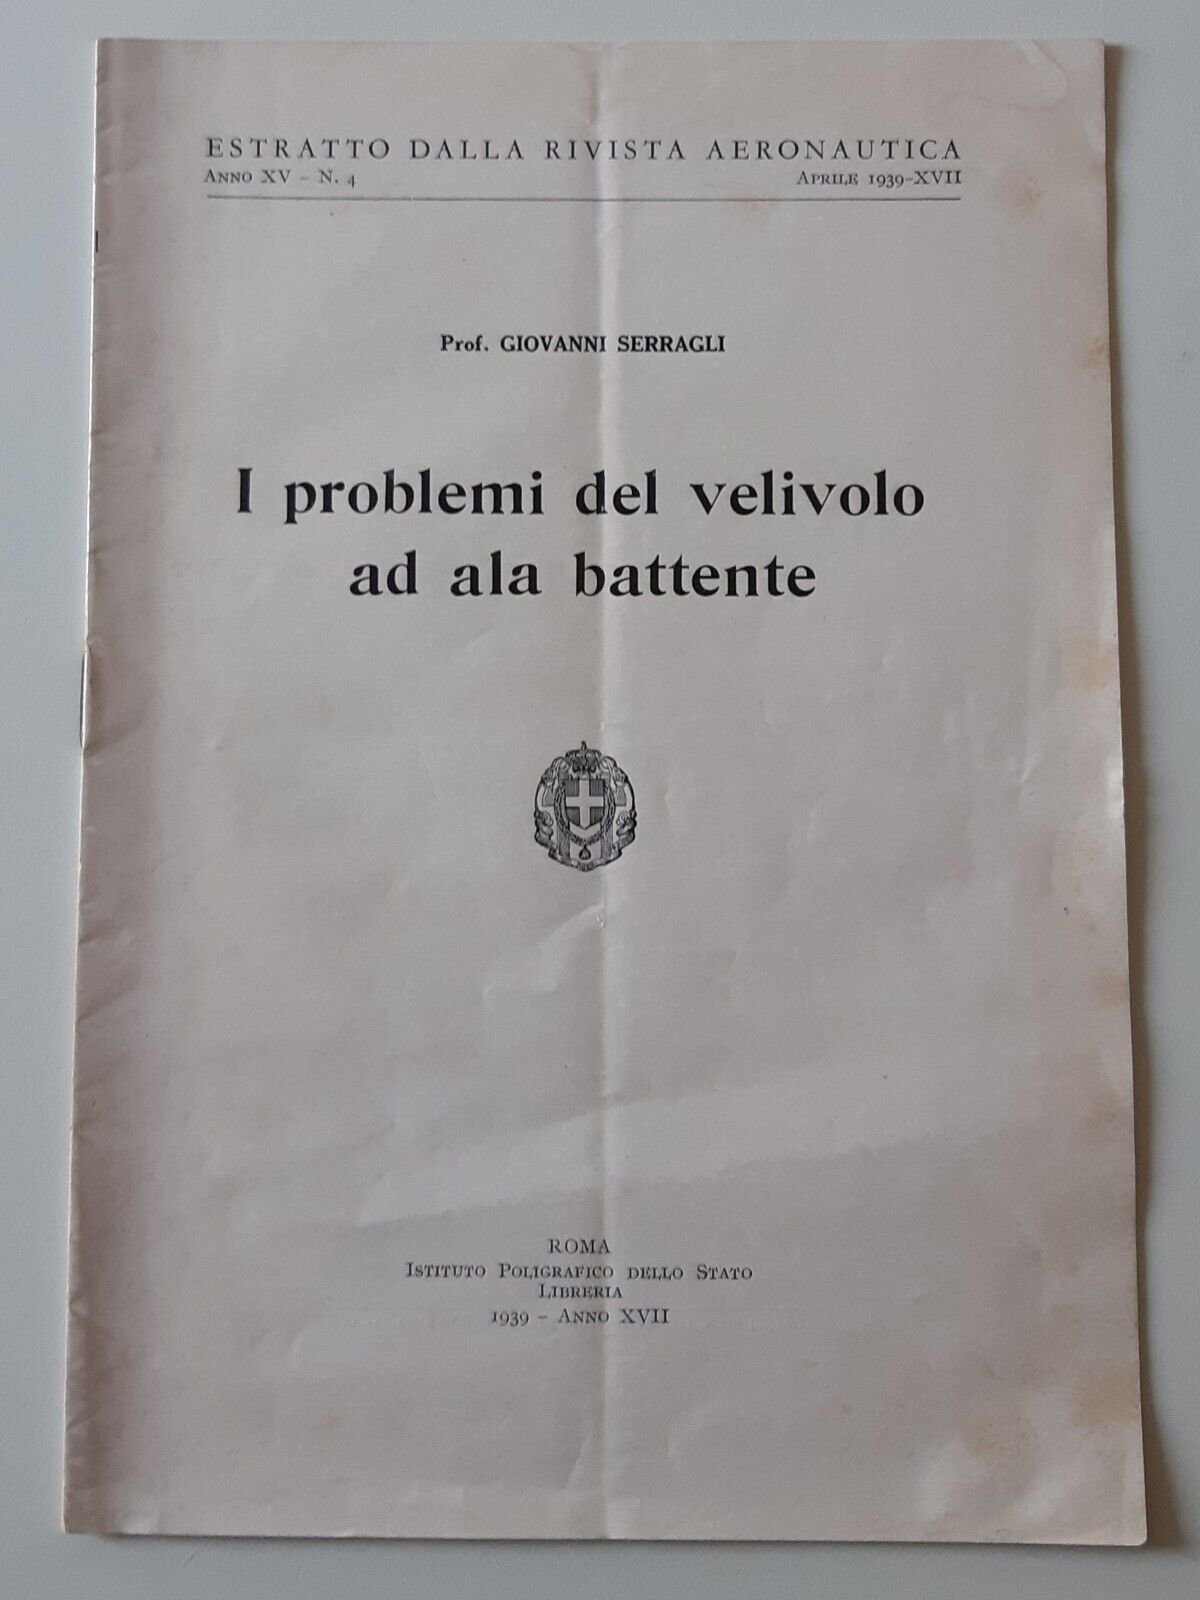 ESTRATTO DALLA RIVISTA AERONAUTICA
ANNO XV – N. 4 APRILE 1939–XVII
Prof. GIOVANNI SERRAGLI
I problemi del velivolo
ad ala battente
ROMA
ISTITUTO POLIGRAFICO DELLO STATO
LIBRERIA
1939 – ANNO XVII